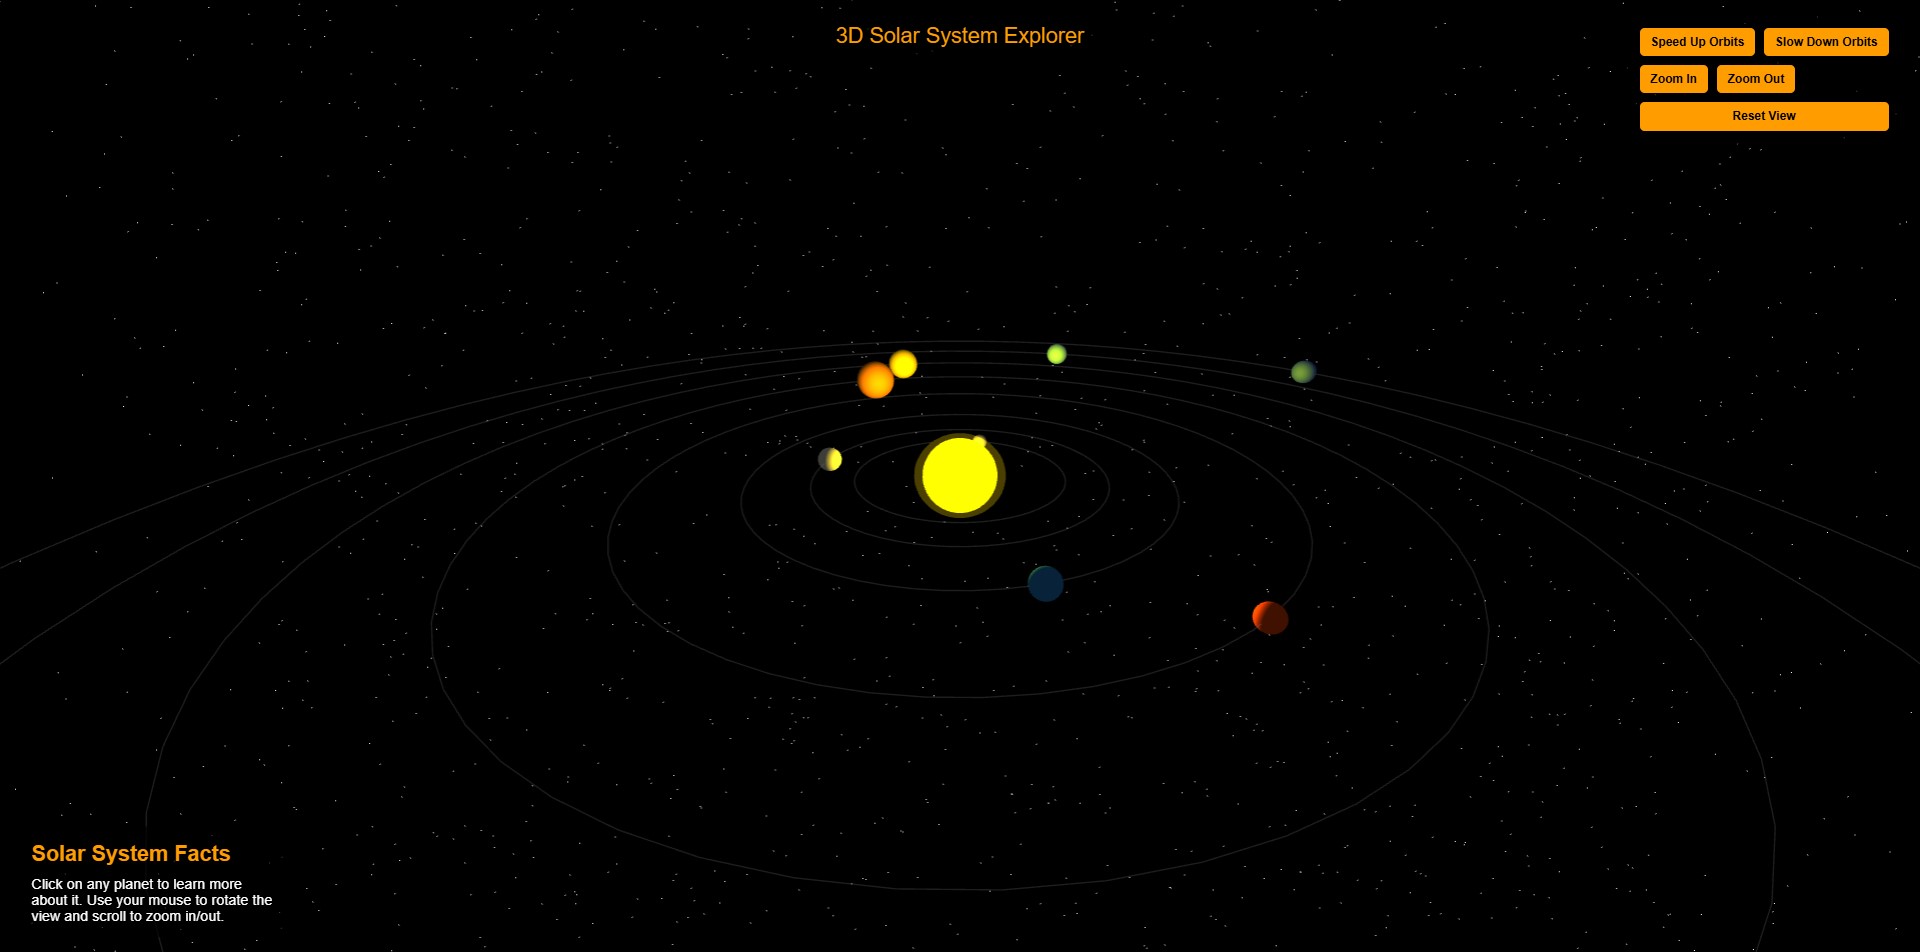 3D Solar System Explorer
Speed Up Orbits
Slow Down Orbits
Zoom In
Zoom Out
Reset View
Solar System Facts
Click on any planet to learn more
about it. Use your mouse to rotate the
view and scroll to zoom in/out.